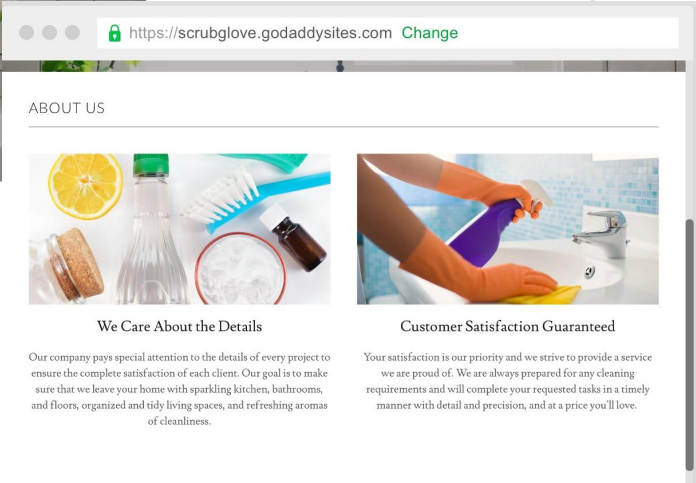 https://scrubglove.godaddysites.com Change
ABOUT US
We Care About the Details
Our company pays special attention to the details of every project to
ensure the complete satisfaction of each client. Our goal is to make
sure that we leave your home with sparkling kitchen, bathrooms,
and floors, organized and tidy living spaces, and refreshing aromas
of cleanliness.
Customer Satisfaction Guaranteed
Your satisfaction is our priority and we strive to provide a service
we are proud of. We are always prepared for any cleaning
requirements and will complete your requested tasks in a timely
manner with detail and precision, and at a price you'll love.